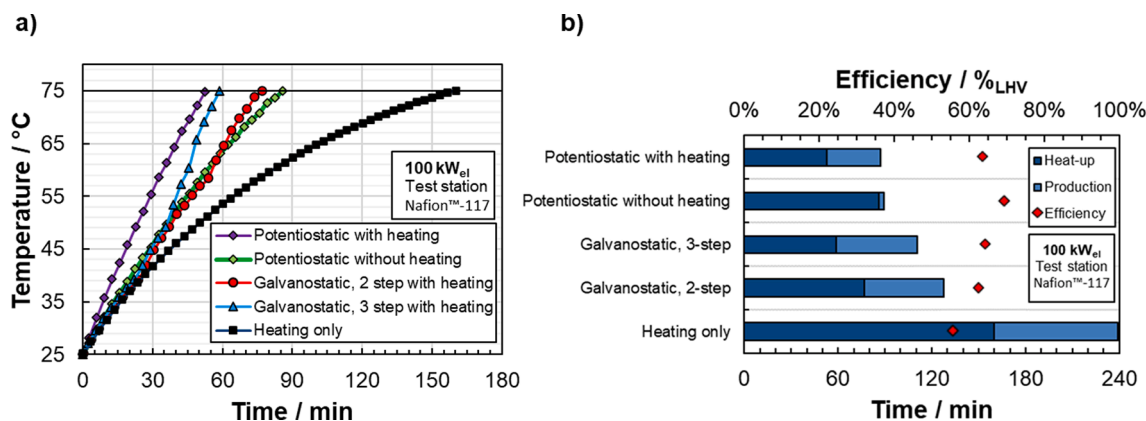 a)
Temperature / °C
75
65
55
45
35
25
0
30
60
90
120
150
180
Time / min
100 kWel
Test station
Nafion™-117
Potentiostatic with heating
Potentiostatic without heating
Galvanostatic, 2 step with heating
Galvanostatic, 3 step with heating
Heating only
b)
Efficiency / %LHV
0%
20%
40%
60%
80%
100%
Potentiostatic with heating
Potentiostatic without heating
Galvanostatic, 3-step
Galvanostatic, 2-step
Heating only
Heat-up
Production
Efficiency
100 kWel
Test station
Nafion™-117
0
60
120
180
240
Time / min